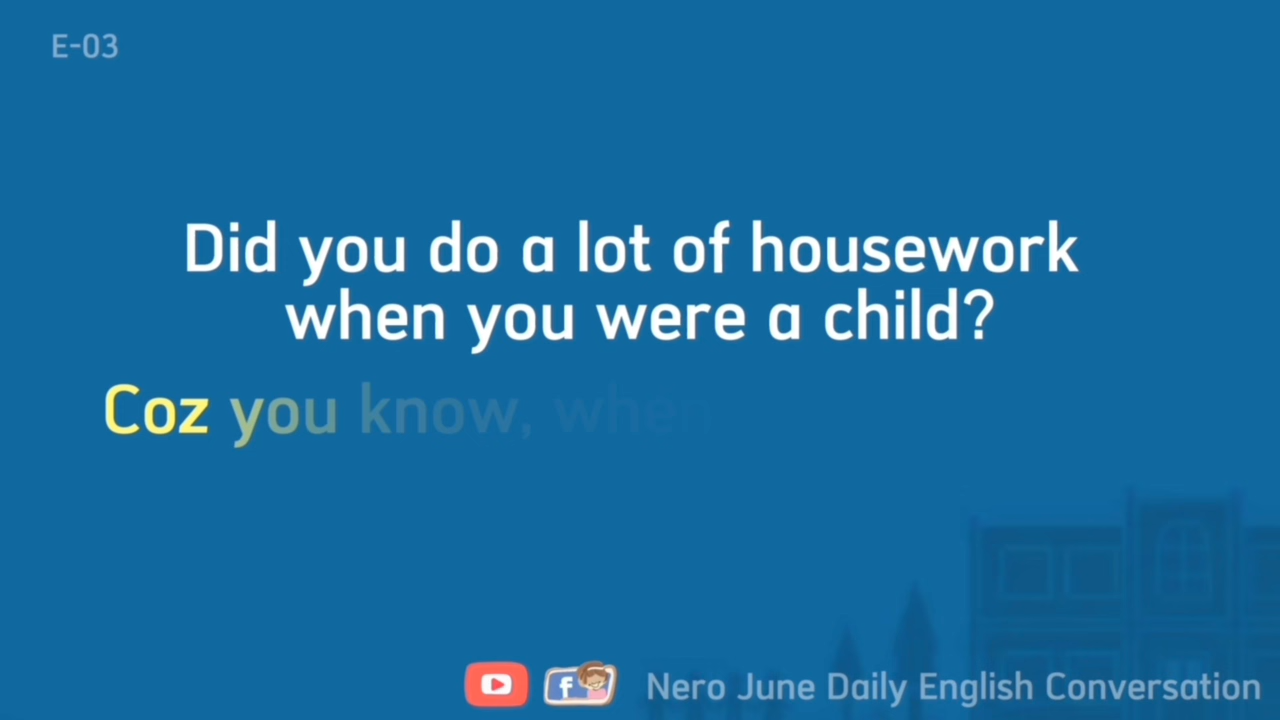 E-03
Did you do a lot of housework
when you were a child?
Coz you know, when
f
Nero June Daily English Conversation